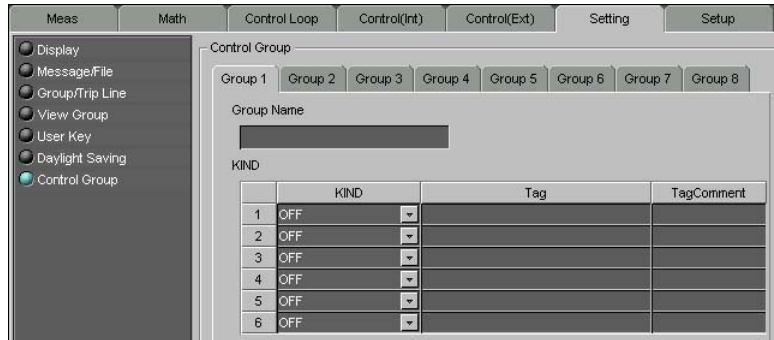 Meas Math Control Loop Control(Int) Control(Ext) Setting Setup
Display
Message/File
Group/Trip Line
View Group
User Key
Daylight Saving
Control Group
Control Group
Group 1 Group 2 Group 3 Group 4 Group 5 Group 6 Group 7 Group 8
Group Name
KIND
KIND Tag TagComment
1 OFF
2 OFF
3 OFF
4 OFF
5 OFF
6 OFF